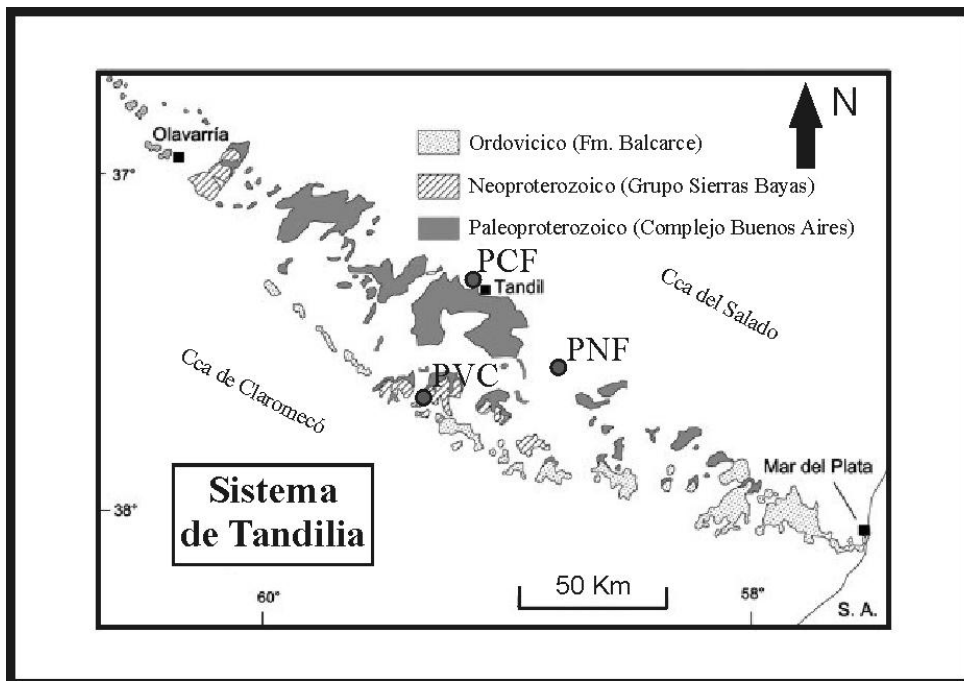 N
Olavarría
Ordovicico (Fm. Balcarce)
37°
Neoproterozoico (Grupo Sierras Bayas)
Paleoproterozoico (Complejo Buenos Aires)
PCF
Tandil
Cca del Salado
PNF
PVC
Cca de Claromecó
Mar del Plata
Sistema
de Tandilia
38°
50 Km
60°
58°
S. A.